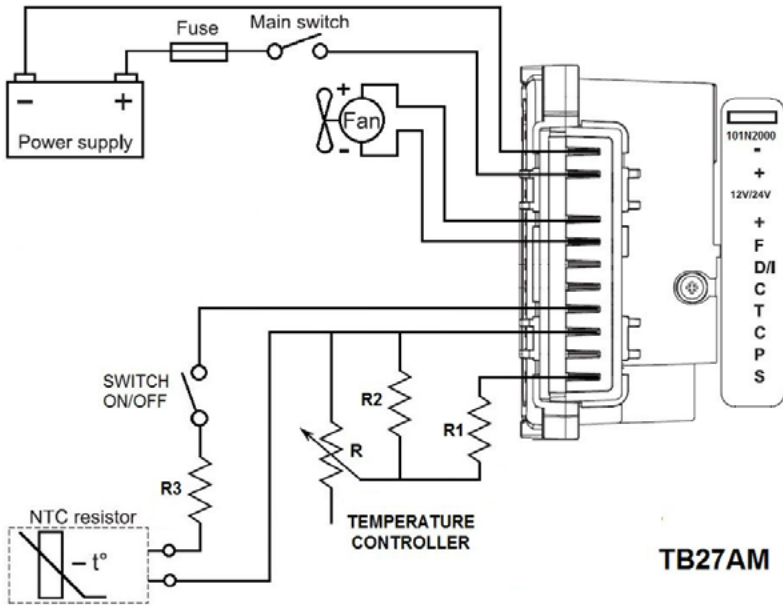 Fuse
Main switch
-
+
Power supply
+
Fan
-
101N2000
-
+
12V/24V
+
F
D/I
C
T
C
P
S
SWITCH
ON/OFF
R2
R1
R
R3
NTC resistor
– t°
TEMPERATURE
CONTROLLER
TB27AM